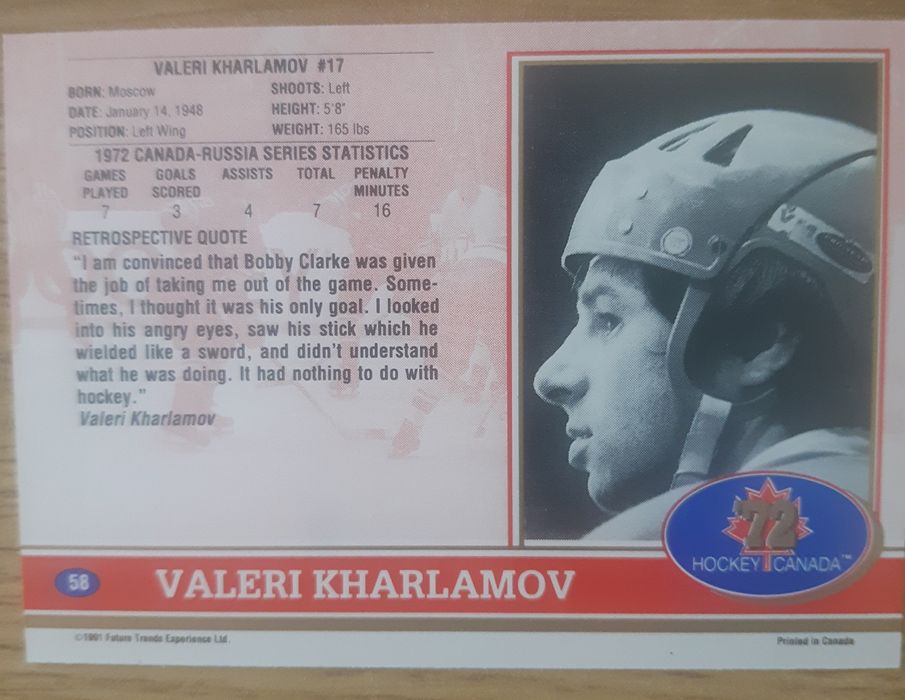 VALERI KHARLAMOV #17
BORN: Moscow SHOOTS: Left
DATE: January 14, 1948 HEIGHT: 5'8"
POSITION: Left Wing WEIGHT: 165 lbs
1972 CANADA-RUSSIA SERIES STATISTICS
GAMES GOALS ASSISTS TOTAL PENALTY
PLAYED SCORED MINUTES
7 3 4 7 16
RETROSPECTIVE QUOTE
"I am convinced that Bobby Clarke was given
the job of taking me out of the game. Some-
times, I thought it was his only goal. I looked
into his angry eyes, saw his stick which he
wielded like a sword, and didn't understand
what he was doing. It had nothing to do with
hockey."
Valeri Kharlamov
'72
HOCKEY CANADA™
58 VALERI KHARLAMOV
©1991 Future Trends Experience Ltd. Printed in Canada